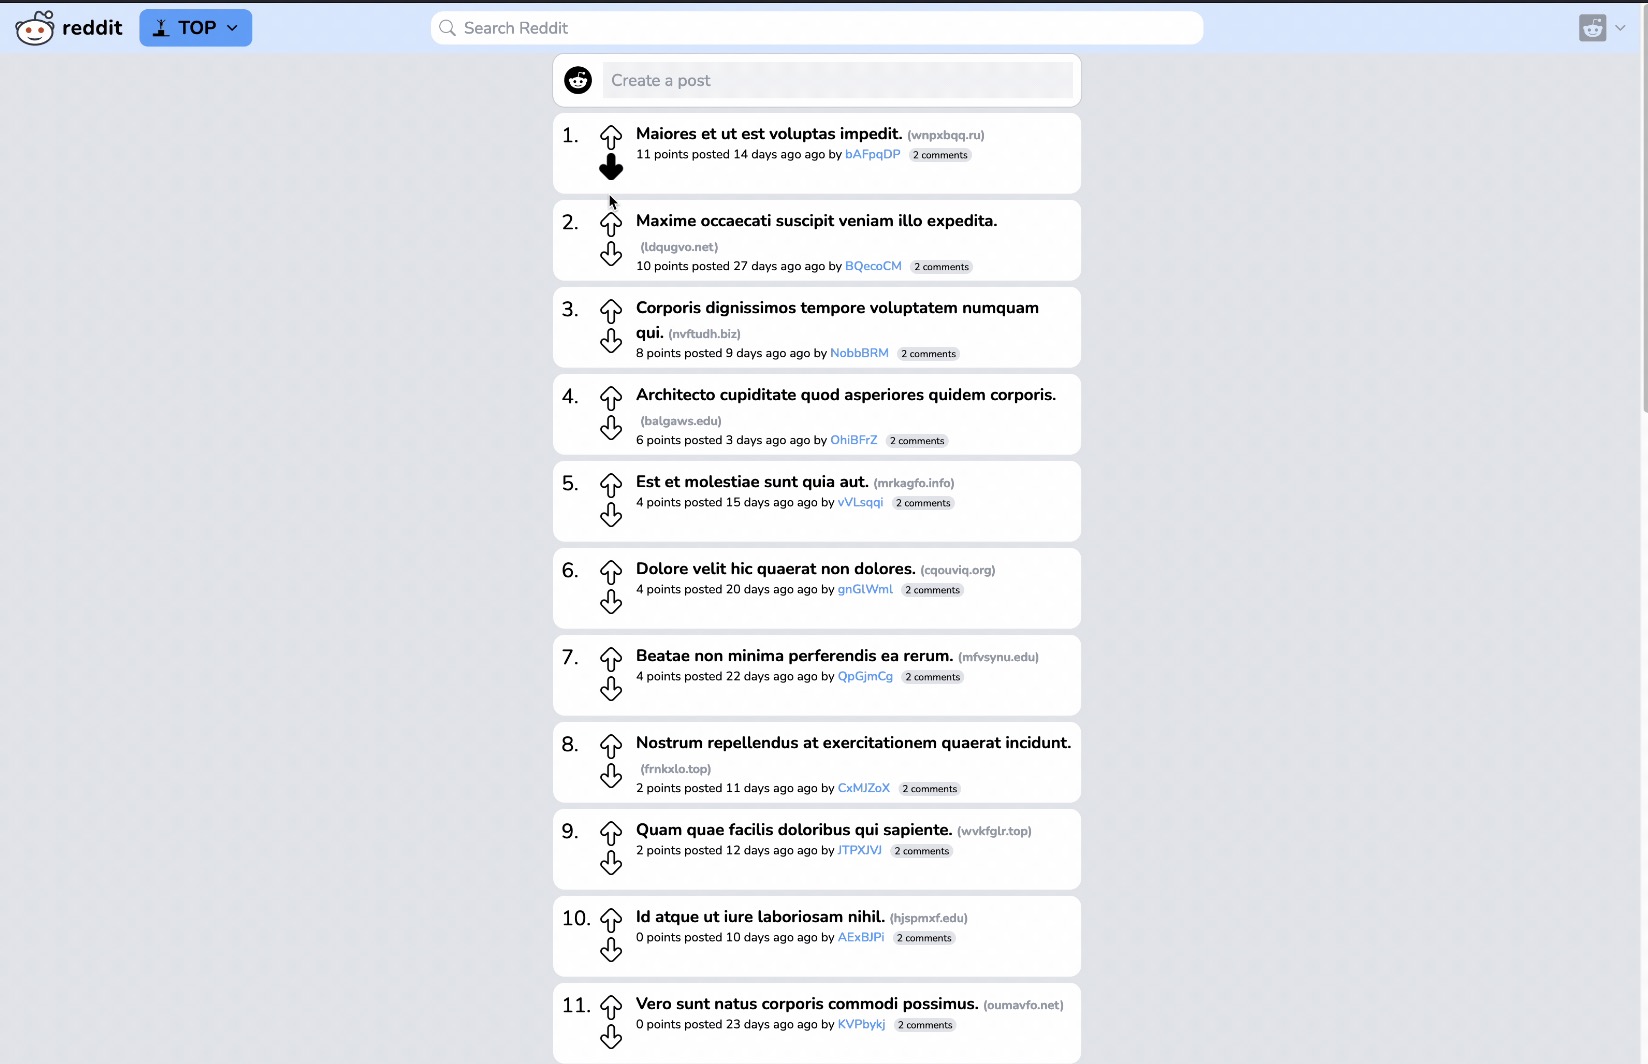 reddit TOP Search Reddit
Create a post
1. Maiores et ut est voluptas impedit. (wnpxbqq.ru)
11 points posted 14 days ago ago by bAFpqDP 2 comments
2. Maxime occaecati suscipit veniam illo expedita.
(ldqugvo.net)
10 points posted 27 days ago ago by BQecoCM 2 comments
3. Corporis dignissimos tempore voluptatem numquam
qui. (nvftudh.biz)
8 points posted 9 days ago ago by NobbBRM 2 comments
4. Architecto cupiditate quod asperiores quidem corporis.
(balgaws.edu)
6 points posted 3 days ago ago by OhiBFrZ 2 comments
5. Est et molestiae sunt quia aut. (mrkagfo.info)
4 points posted 15 days ago ago by vVLsqqi 2 comments
6. Dolore velit hic quaerat non dolores. (cqouviq.org)
4 points posted 20 days ago ago by gnGlWml 2 comments
7. Beatae non minima perferendis ea rerum. (mfvsynu.edu)
4 points posted 22 days ago ago by QpGjmCg 2 comments
8. Nostrum repellendus at exercitationem quaerat incidunt.
(frnkxlo.top)
2 points posted 11 days ago ago by CxMJZoX 2 comments
9. Quam quae facilis doloribus qui sapiente. (wvkfglr.top)
2 points posted 12 days ago ago by JTPXJVJ 2 comments
10. Id atque ut iure laboriosam nihil. (hjspmxf.edu)
0 points posted 10 days ago ago by AExBJPi 2 comments
11. Vero sunt natus corporis commodi possimus. (oumavfo.net)
0 points posted 23 days ago ago by KVPbykj 2 comments